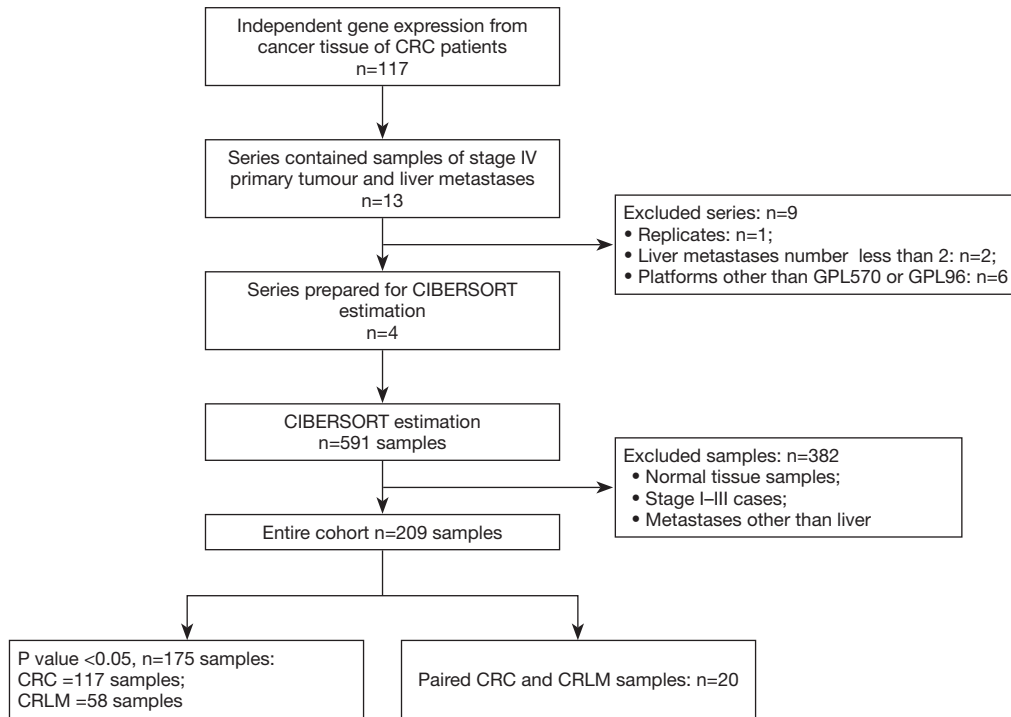 Independent gene expression from
cancer tissue of CRC patients
n=117
Series contained samples of stage IV
primary tumour and liver metastases
n=13
Excluded series: n=9
• Replicates: n=1;
• Liver metastases number less than 2: n=2;
• Platforms other than GPL570 or GPL96: n=6
Series prepared for CIBERSORT
estimation
n=4
CIBERSORT estimation
n=591 samples
Excluded samples: n=382
• Normal tissue samples;
• Stage I–III cases;
• Metastases other than liver
Entire cohort n=209 samples
P value <0.05, n=175 samples:
CRC =117 samples;
CRLM =58 samples
Paired CRC and CRLM samples: n=20